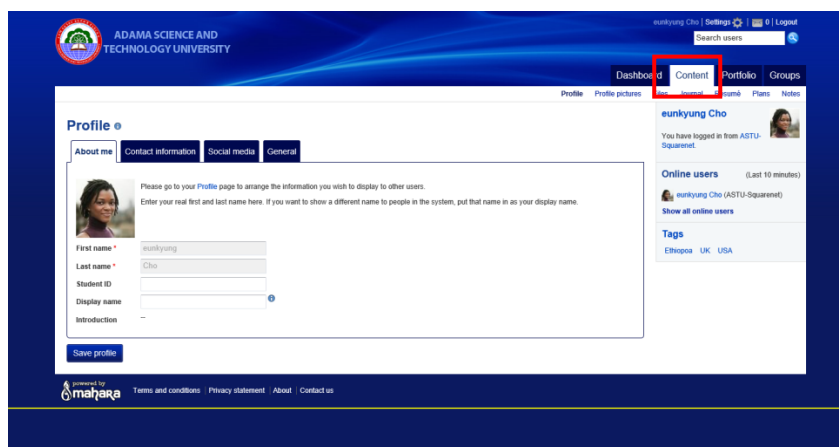 eunkyung Cho | Settings | 0 | Logout
ADAMA SCIENCE AND
TECHNOLOGY UNIVERSITY
Search users
Dashboard Content Portfolio Groups
Profile Profile pictures Files Journal Résumé Plans Notes
Profile
About me Contact information Social media General
Please go to your Profile page to arrange the information you wish to display to other users.
Enter your real first and last name here. If you want to show a different name to people in the system, put that name in as your display name.
First name * eunkyung
Last name * Cho
Student ID
Display name
Introduction --
Save profile
eunkyung Cho
You have logged in from ASTU-
Squarenet.
Online users (Last 10 minutes)
eunkyung Cho (ASTU-Squarenet)
Show all online users
Tags
Ethiopoa UK USA
powered by
mahara
Terms and conditions | Privacy statement | About | Contact us